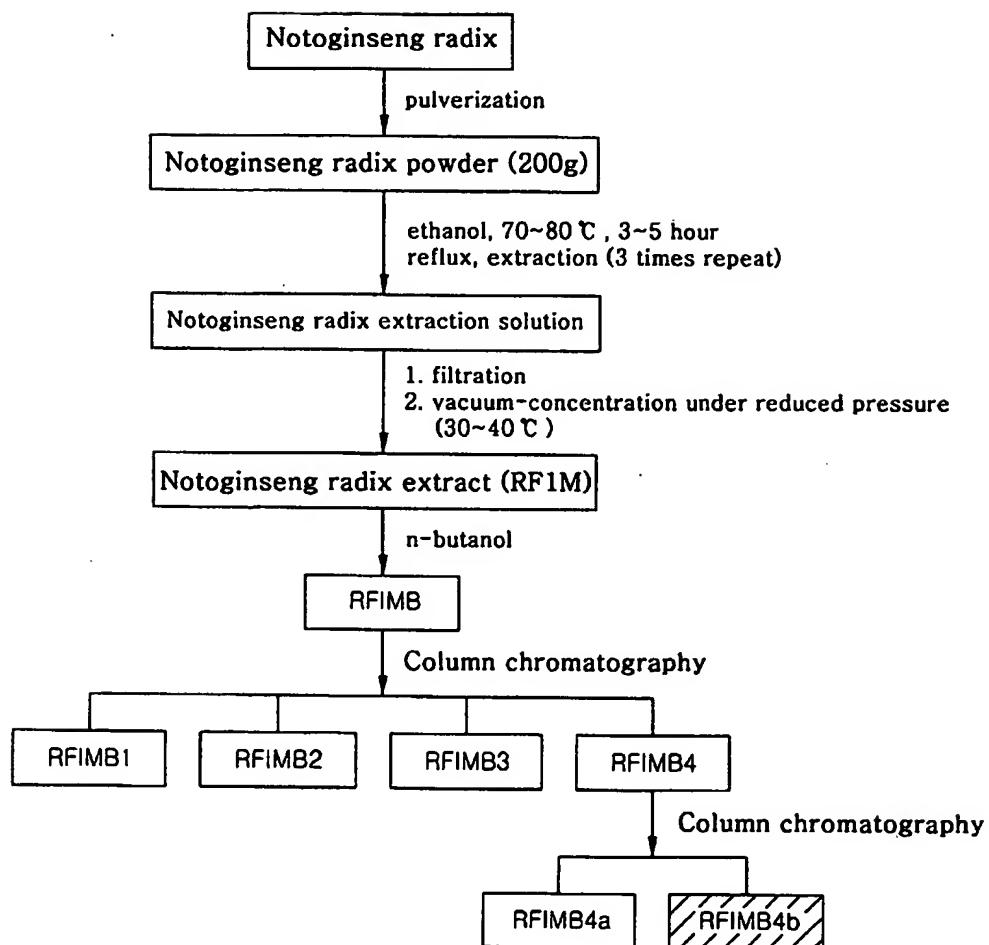 Notoginseng radix
pulverization
Notoginseng radix powder (200g)
ethanol, 70~80 ℃ , 3~5 hour
reflux, extraction (3 times repeat)
Notoginseng radix extraction solution
1. filtration
2. vacuum-concentration under reduced pressure
(30~40 ℃ )
Notoginseng radix extract (RF1M)
n-butanol
RFIMB
Column chromatography
RFIMB1 RFIMB2 RFIMB3 RFIMB4
Column chromatography
RFIMB4a RFIMB4b